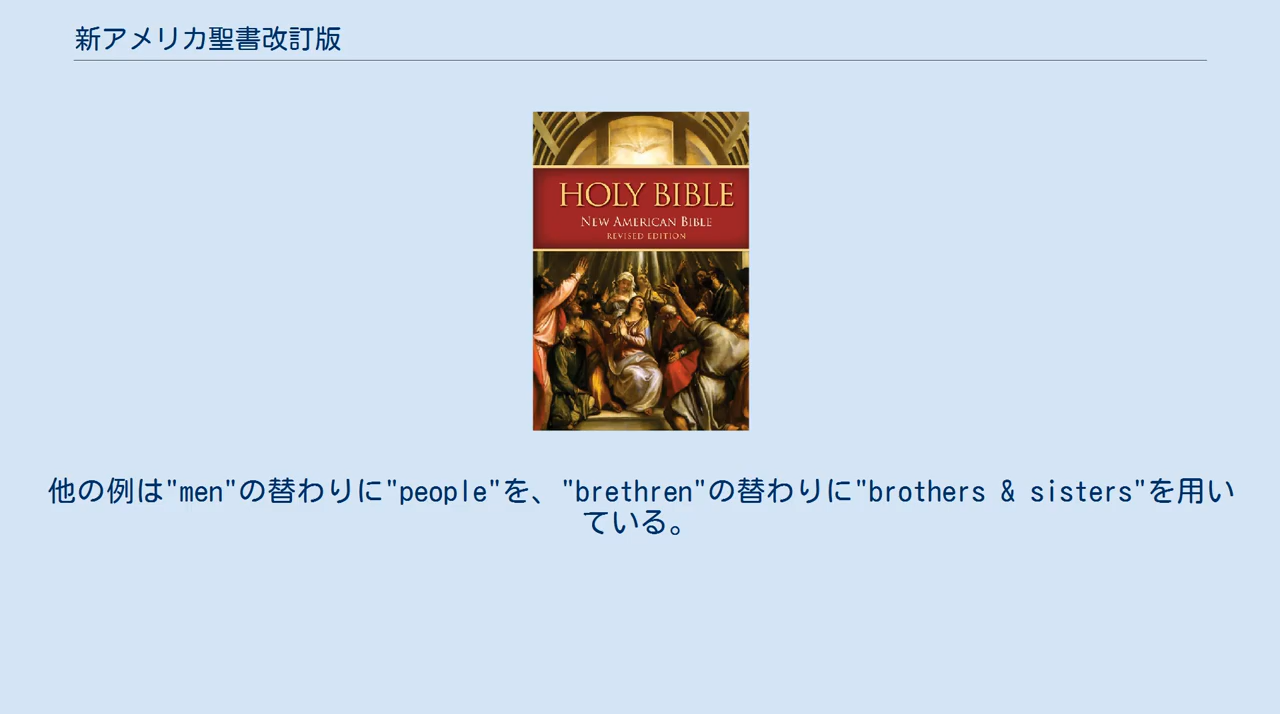 新アメリカ聖書改訂版
HOLY BIBLE
NEW AMERICAN BIBLE
REVISED EDITION
他の例は"men"の替わりに"people"を、"brethren"の替わりに"brothers & sisters"を用い
ている。